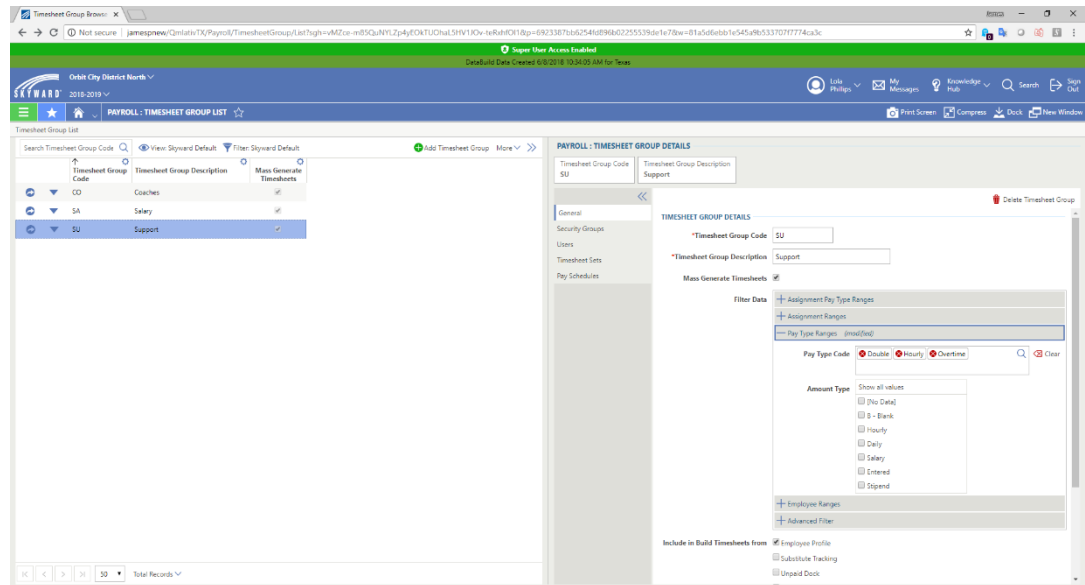 Timesheet Group Browse
Not secure | jamespnew/QmlativTX/Payroll/TimesheetGroup/List?sgh=
Super User Access Enabled
DataBuild Data Created 6/8/2018 10:34:05 AM for Texas
SKYWARD
Orbit City District North
2018-2019
Lola Phillips
My Messages
Knowledge Hub
Search
Sign Out
PAYROLL : TIMESHEET GROUP LIST
Print Screen Compress Dock New Window
Timesheet Group List
Search Timesheet Group Code View: Skyward Default Filter: Skyward Default Add Timesheet Group More
Timesheet Group Code Timesheet Group Description Mass Generate Timesheets
CO Coaches
SA Salary
SU Support
50 Total Records
PAYROLL : TIMESHEET GROUP DETAILS
Timesheet Group Code Timesheet Group Description
SU Support
Delete Timesheet Group
General
Security Groups
Users
Timesheet Sets
Pay Schedules
TIMESHEET GROUP DETAILS
*Timesheet Group Code SU
*Timesheet Group Description Support
Mass Generate Timesheets
Filter Data
Assignment Pay Type Ranges
Assignment Ranges
Pay Type Ranges (modified)
Pay Type Code Double Hourly Overtime Clear
Amount Type Show all values
[No Data]
B - Blank
Hourly
Daily
Salary
Entered
Stipend
Employee Ranges
Advanced Filter
Include in Build Timesheets from Employee Profile
Substitute Tracking
Unpaid Dock